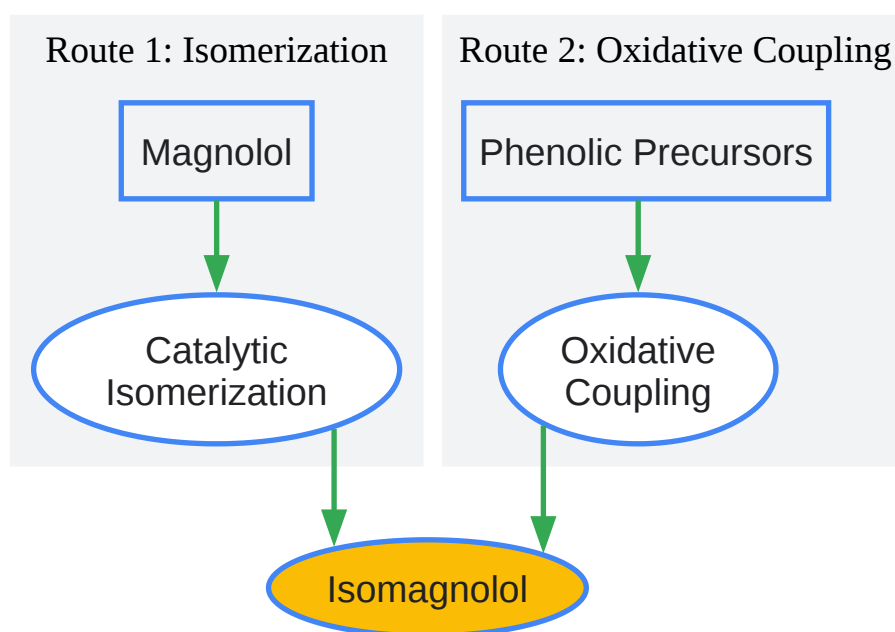 Route 1: Isomerization
Magnolol
Catalytic
Isomerization
Route 2: Oxidative Coupling
Phenolic Precursors
Oxidative
Coupling
Isomagnolol